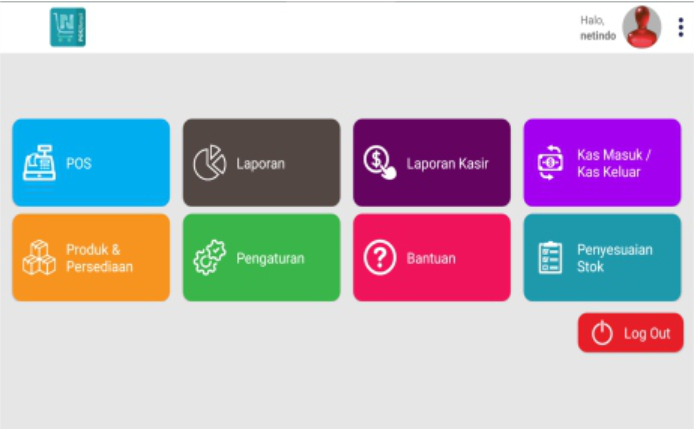 Halo,
netindo
POS
Laporan
Laporan Kasir
Kas Masuk /
Kas Keluar
Produk &
Persediaan
Pengaturan
Bantuan
Penyesuaian
Stok
Log Out